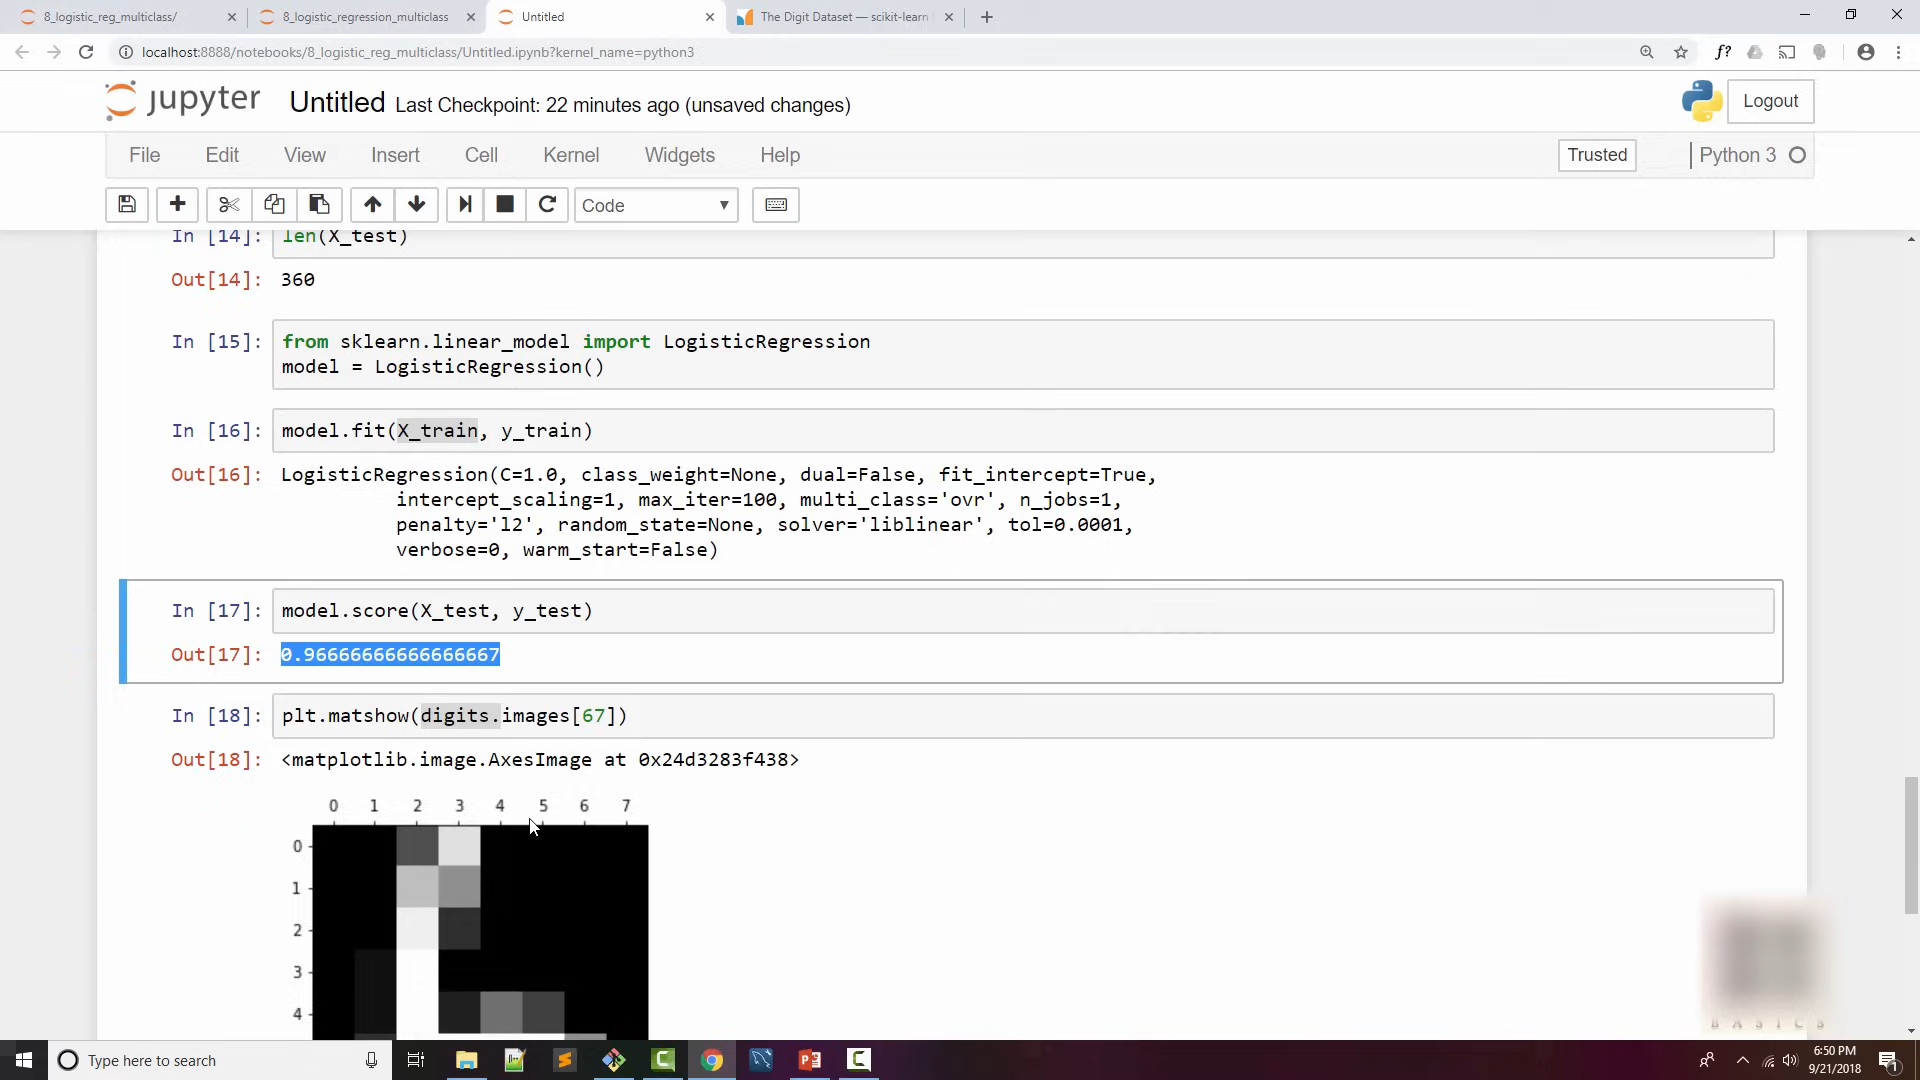 8_logistic_reg_multiclass/
8_logistic_regression_multiclass
Untitled
The Digit Dataset — scikit-learn
localhost:8888/notebooks/8_logistic_reg_multiclass/Untitled.ipynb?kernel_name=python3
f?
jupyter Untitled Last Checkpoint: 22 minutes ago (unsaved changes)
Logout
File Edit View Insert Cell Kernel Widgets Help
Trusted
Python 3
Code
In [14]: len(X_test)
Out[14]: 360
In [15]: from sklearn.linear_model import LogisticRegression
model = LogisticRegression()
In [16]: model.fit(X_train, y_train)
Out[16]: LogisticRegression(C=1.0, class_weight=None, dual=False, fit_intercept=True,
intercept_scaling=1, max_iter=100, multi_class='ovr', n_jobs=1,
penalty='l2', random_state=None, solver='liblinear', tol=0.0001,
verbose=0, warm_start=False)
In [17]: model.score(X_test, y_test)
Out[17]: 0.9666666666666667
In [18]: plt.matshow(digits.images[67])
Out[18]: <matplotlib.image.AxesImage at 0x24d3283f438>
0 1 2 3 4 5 6 7
0
1
2
3
4
BASICS
Type here to search
6:50 PM
9/21/2018
1